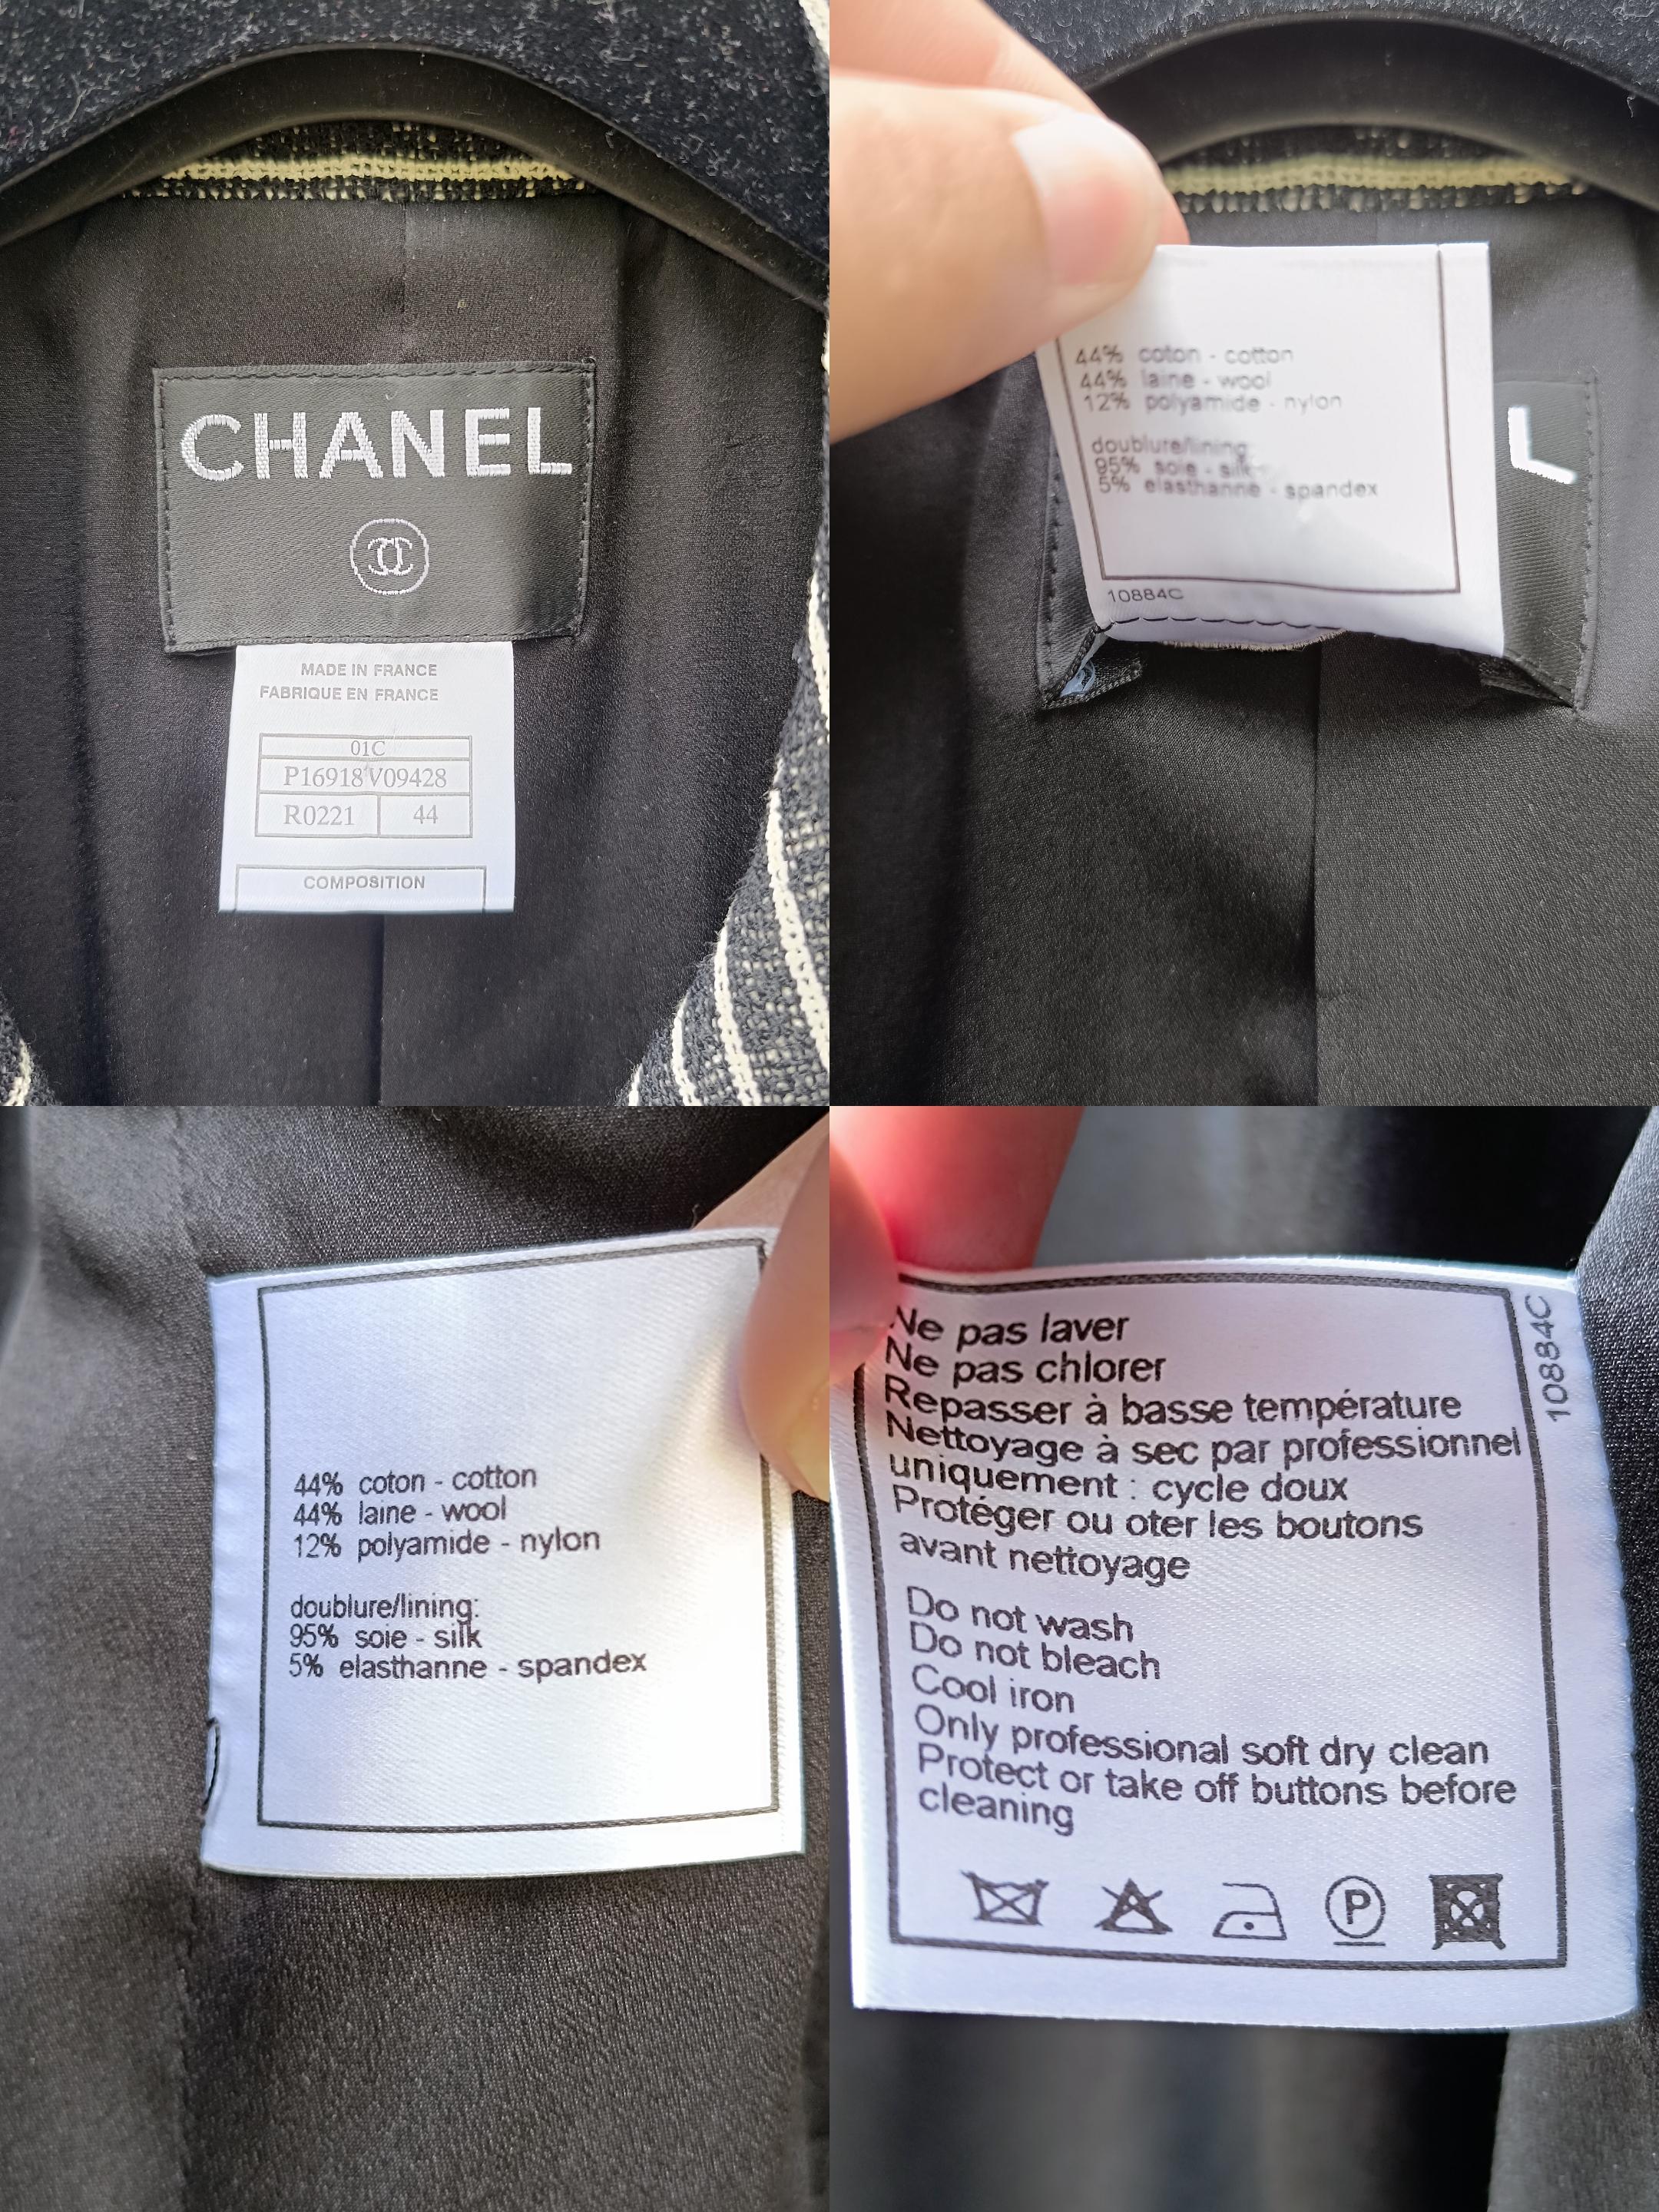 CHANEL
MADE IN FRANCE
FABRIQUE EN FRANCE
01C
P16918V09428
R0221 44
COMPOSITION
44% coton - cotton
44% laine - wool
12% polyamide - nylon
doublure/lining:
95% soie - silk
5% elasthanne - spandex
10884C
L
44% coton - cotton
44% laine - wool
12% polyamide - nylon
doublure/lining:
95% soie - silk
5% elasthanne - spandex
Ne pas laver
Ne pas chlorer
Repasser à basse température
Nettoyage à sec par professionnel
uniquement : cycle doux
Protéger ou oter les boutons
avant nettoyage
Do not wash
Do not bleach
Cool iron
Only professional soft dry clean
Protect or take off buttons before
cleaning
P
10884C